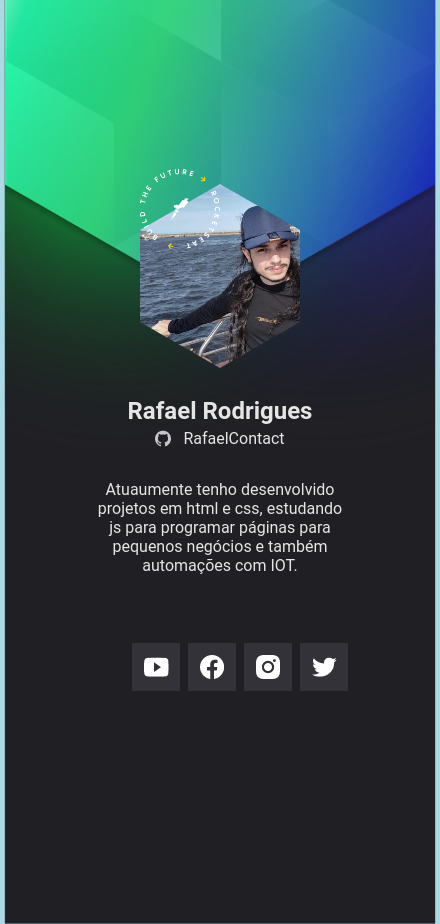 BUILD THE FUTURE
ROCKETSEAT
Rafael Rodrigues
RafaelContact
Atuaumente tenho desenvolvido
projetos em html e css, estudando
js para programar páginas para
pequenos negócios e também
automações com IOT.